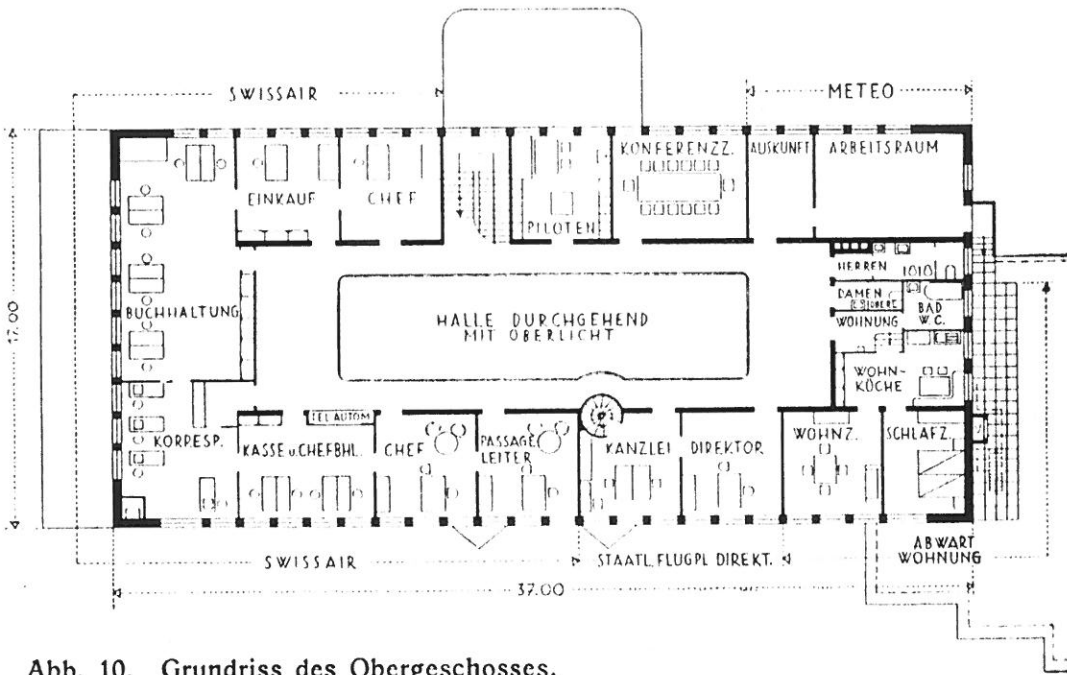 SWISSAIR
METEO
17.00
EINKAUF
CHEF
PILOTEN
KONFERENZZ.
AUSKUNFT
ARBEITSRAUM
BUCHHALTUNG
HALLE DURCHGEHEND
MIT OBERLICHT
HERREN
DAMEN
WOHNUNG
BAD
W.C.
WOHN-
KÜCHE
KORRESP.
TEL.AUTOM.
KASSE u.CHEFBHL.
CHEF
PASSAGE
LEITER
KANZLEI
DIREKTOR
WOHNZ.
SCHLAFZ.
SWISSAIR
STAATL.FLUGPL DIREKT.
ABWART
WOHNUNG
37.00
Abb. 10. Grundriss des Obergeschosses.